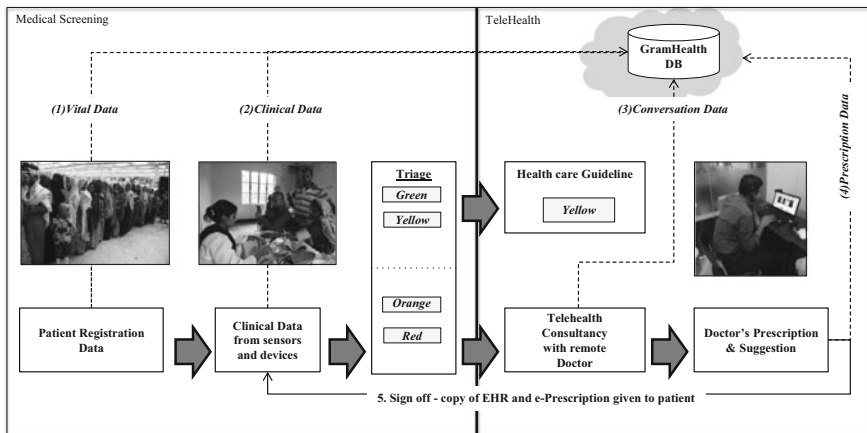 Medical Screening
TeleHealth
GramHealth
DB
(1)Vital Data
(2)Clinical Data
(3)Conversation Data
(4)Prescription Data
Triage
Green
Yellow
Orange
Red
Health care Guideline
Yellow
Patient Registration
Data
Clinical Data
from sensors
and devices
Telehealth
Consultancy
with remote
Doctor
Doctor's Prescription
& Suggestion
5. Sign off - copy of EHR and e-Prescription given to patient